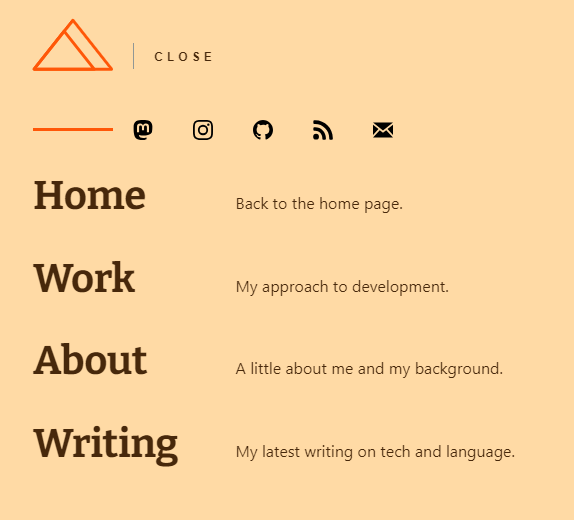 CLOSE
Home
Back to the home page.
Work
My approach to development.
About
A little about me and my background.
Writing
My latest writing on tech and language.